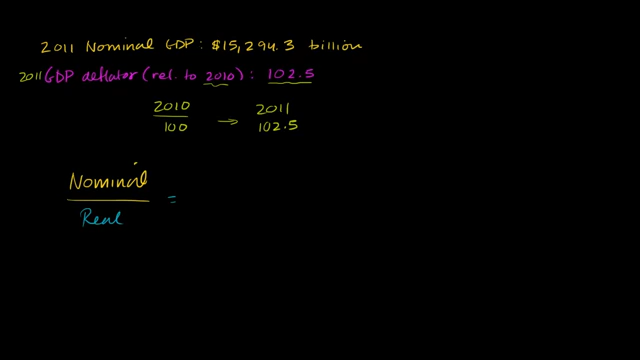 2011 Nominal GDP: $15,294.3 billion
2011 GDP deflator (rel. to 2010): 102.5
2010 → 2011
100 102.5
Nominal
Real =